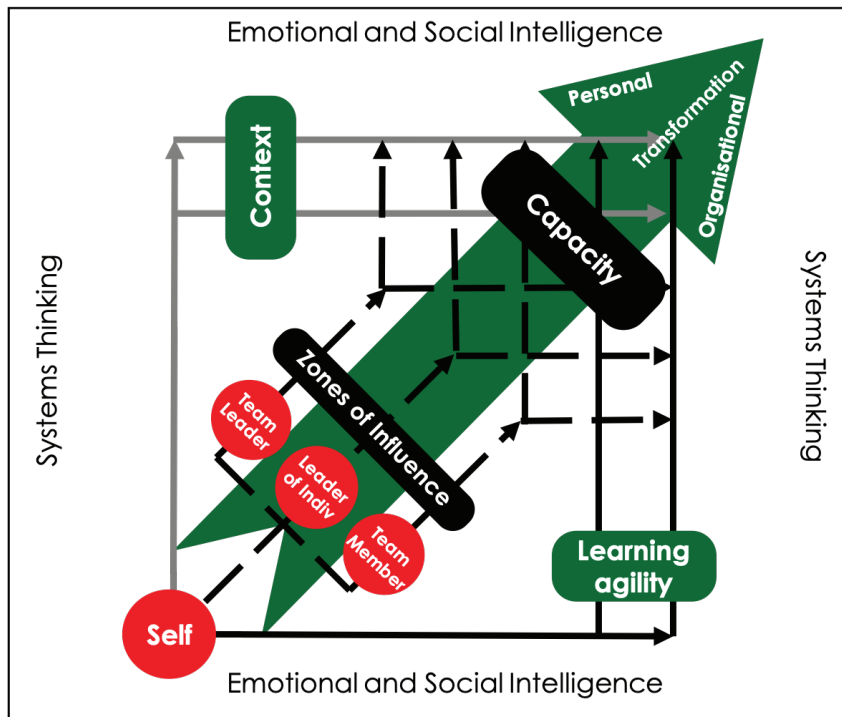 Emotional and Social Intelligence
Personal
Transformation
Organisational
Context
Capacity
Systems Thinking
Systems Thinking
Zones of Influence
Team
Leader
Leader
of Indiv
Team
Member
Learning
agility
Self
Emotional and Social Intelligence